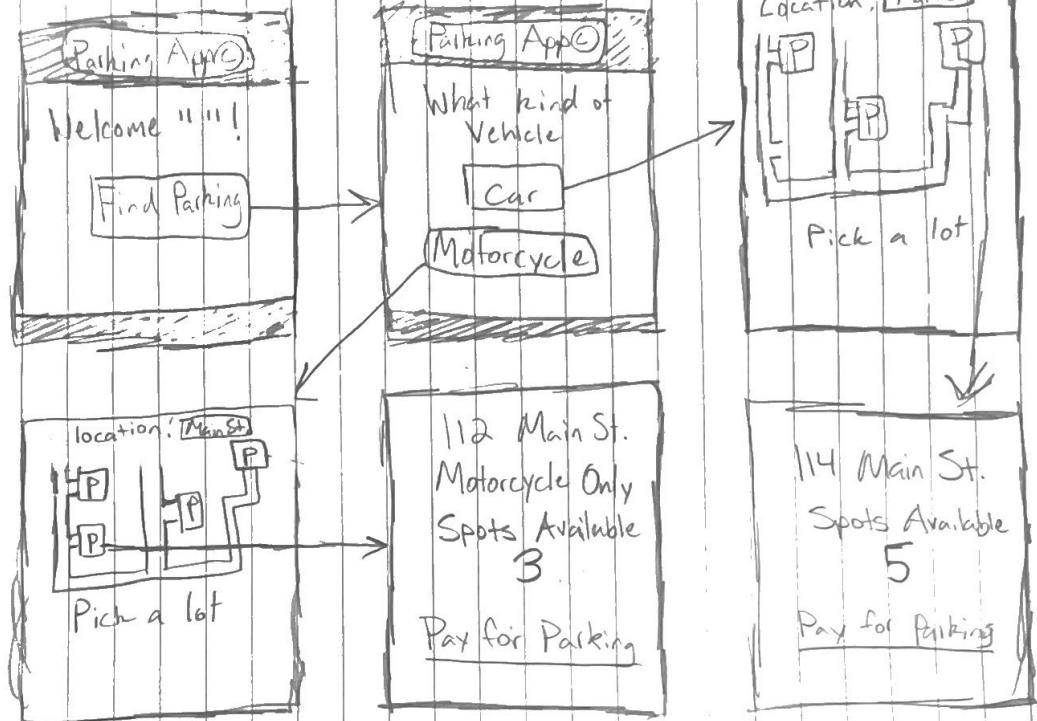 Parking App©
Welcome " "!
Find Parking
Parking App©
What kind of
Vehicle
Car
Motorcycle
Location:
P
P
P
Pick a lot
location: Main St.
P
P
P
P
Pick a lot
112 Main St.
Motorcycle Only
Spots Available
3
Pay for Parking
114 Main St.
Spots Available
5
Pay for Parking